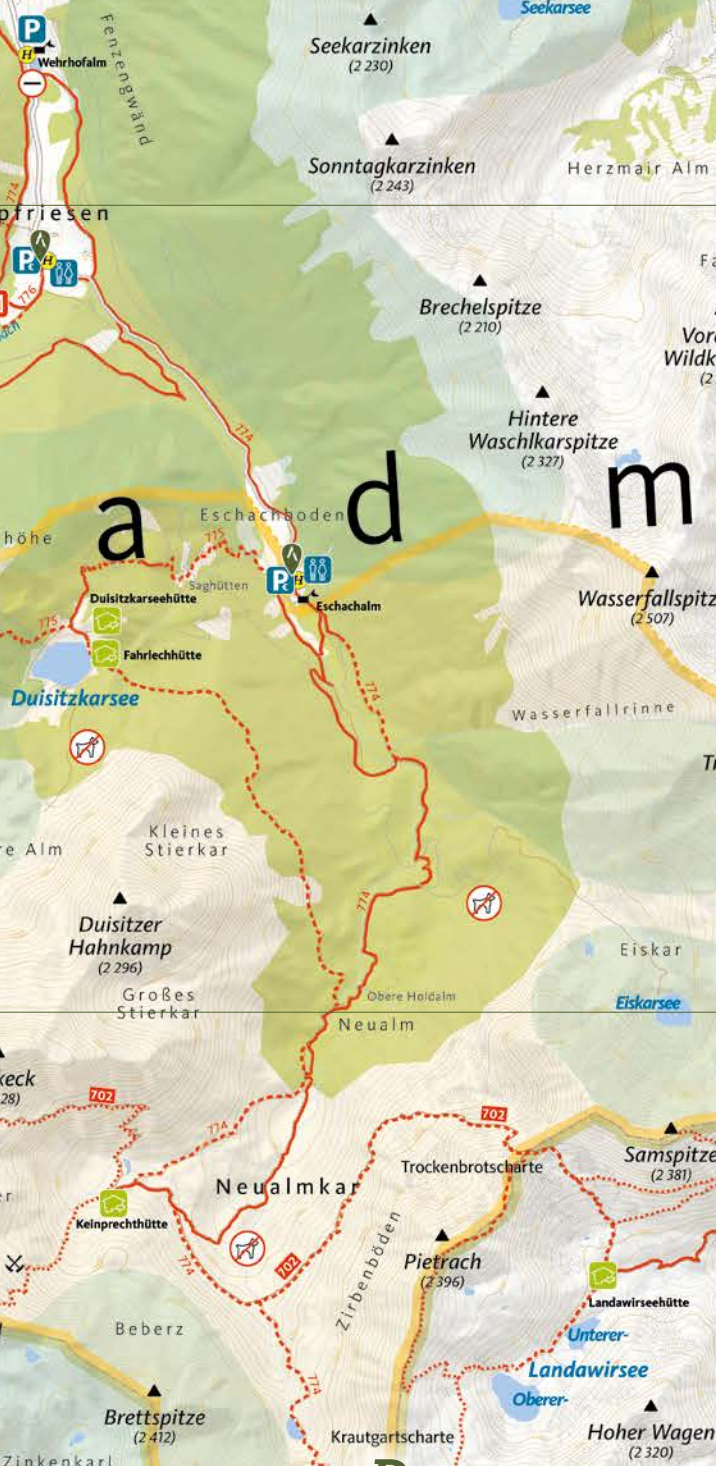 Seekarsee
P
H
Wehrhofalm
Fenzengwänd
Seekarzinken
(2 230)
Sonntagkarzinken
(2 243)
Herzmair Alm
774
pfriesen
P
H
776
Brechelspitze
(2 210)
Hintere
Waschlkarspitze
(2 327)
774
a d m
Eschachboden
höhe
775
Saghütten
P
H
Eschachalm
Wasserfallspitz
(2 507)
Duisitzkarseehütte
775
Fahrlechhütte
Duisitzkarsee
774
Wasserfallrinne
Kleines
Stierkar
re Alm
Duisitzer
Hahnkamp
(2 296)
774
Eiskar
Großes
Stierkar
Obere Holdalm
Eiskarsee
Neualm
keck
28)
702
774
702
Trockenbrotscharte
Samspitze
(2 381)
Neualmkar
Keinprechthütte
774
702
Zirbenböden
Pietrach
(2 396)
Landawirseehütte
Beberz
Unterer-
Landawirsee
Oberer-
774
Brettspitze
(2 412)
Krautgartscharte
Hoher Wagen
(2 320)
Zinkenkarl